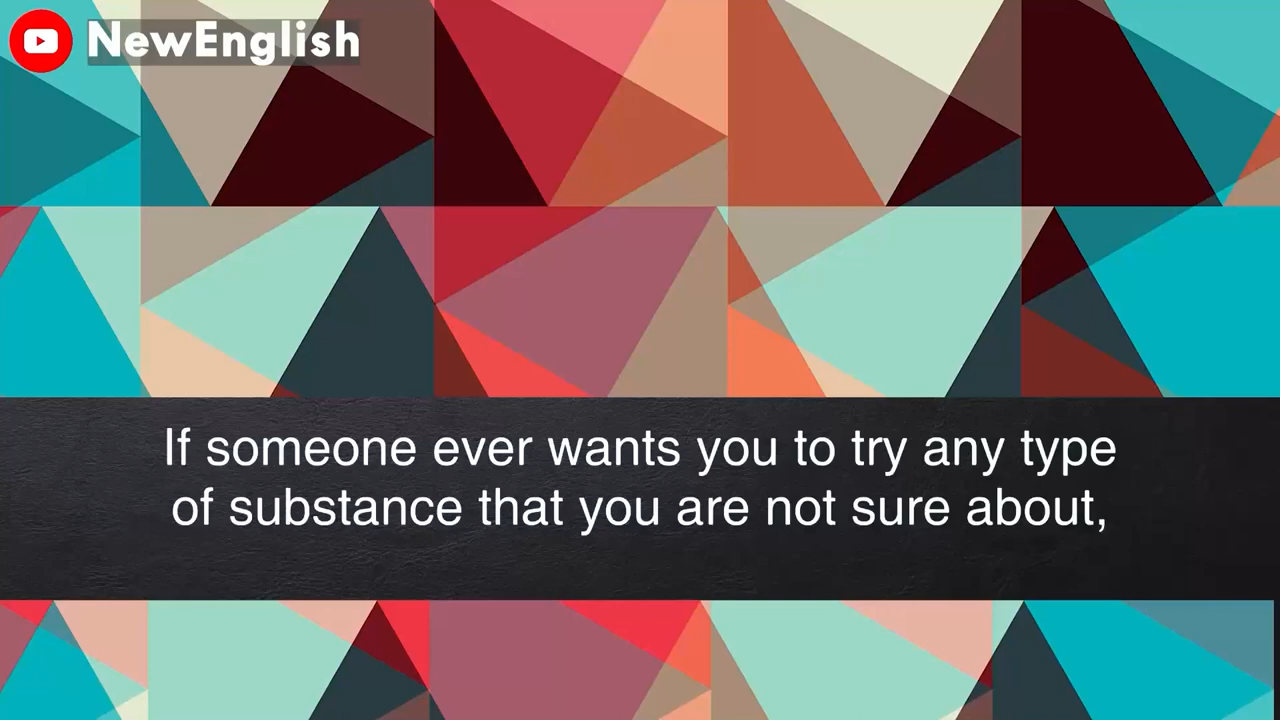 NewEnglish
If someone ever wants you to try any type
of substance that you are not sure about,